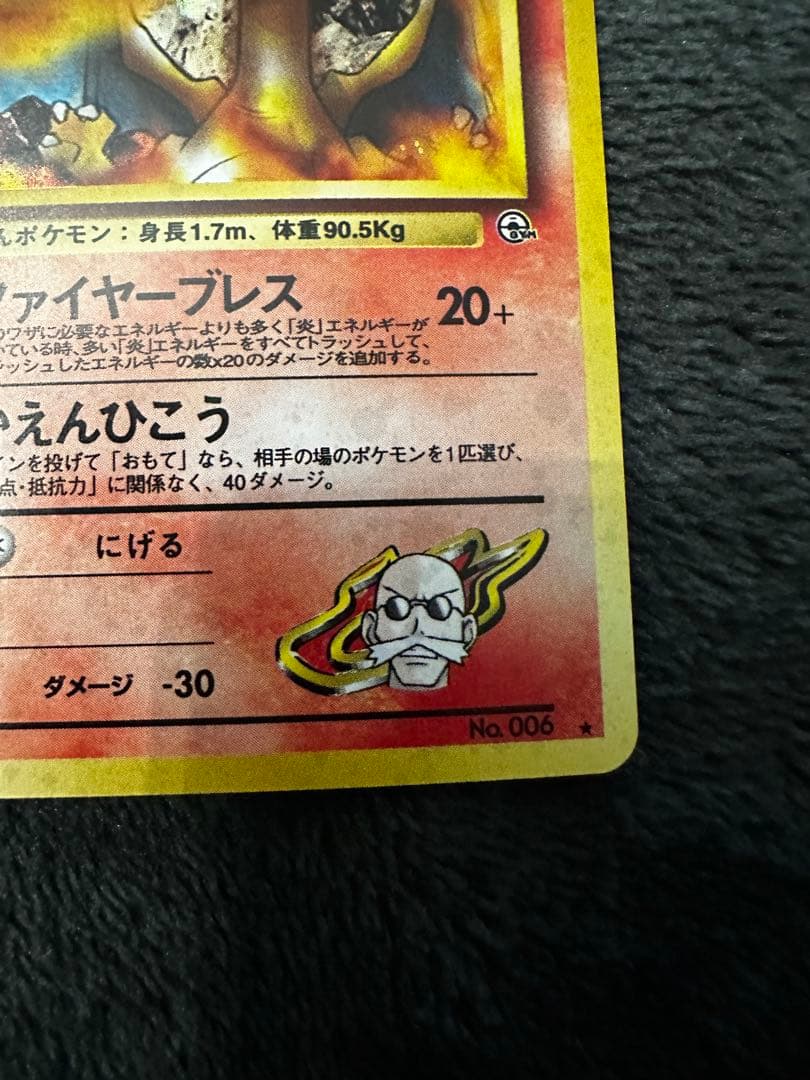 んポケモン：身長1.7m、体重90.5Kg
GYM
ファイヤーブレス 20+
のワザに必要なエネルギーよりも多く「炎」エネルギーが
いている時、多い「炎」エネルギーをすべてトラッシュして、
ラッシュしたエネルギーの数x20のダメージを追加する。
いえんひこう
インを投げて「おもて」なら、相手の場のポケモンを1匹選び、
点・抵抗力」に関係なく、40ダメージ。
にげる
ダメージ -30
No. 006 ★